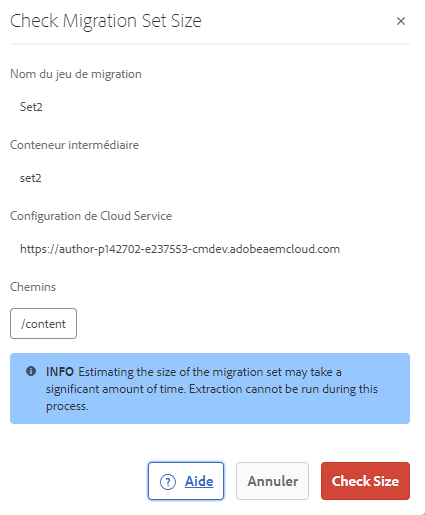 Check Migration Set Size
Nom du jeu de migration
Set2
Conteneur intermédiaire
set2
Configuration de Cloud Service
https://author-p142702-e237553-cmdev.adobeaemcloud.com
Chemins
/content
INFO Estimating the size of the migration set may take a
significant amount of time. Extraction cannot be run during this
process.
Aide
Annuler
Check Size